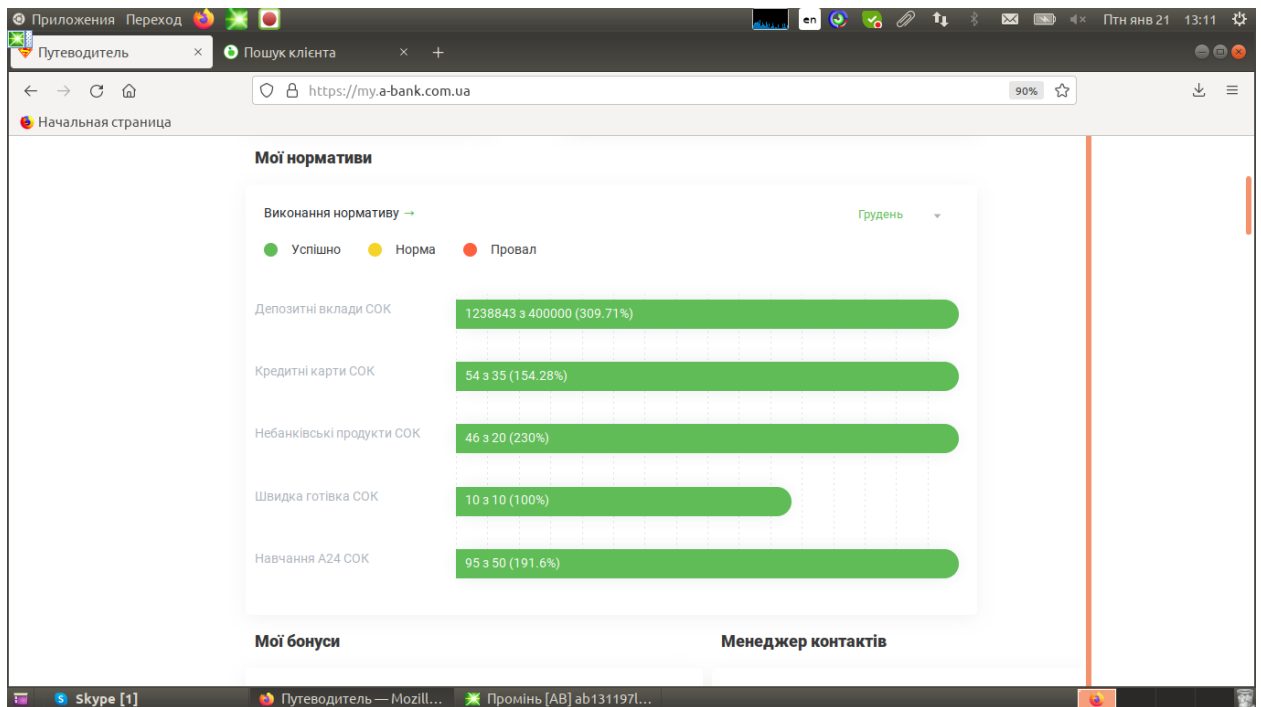 Приложения Переход en Птн янв 21 13:11
Путеводитель × Пошук клієнта × +
https://my.a-bank.com.ua 90%
Начальная страница
Мої нормативи
Виконання нормативу → Грудень
Успішно Норма Провал
Депозитні вклади СОК 1238843 з 400000 (309.71%)
Кредитні карти СОК 54 з 35 (154.28%)
Небанківські продукти СОК 46 з 20 (230%)
Швидка готівка СОК 10 з 10 (100%)
Навчання А24 СОК 95 з 50 (191.6%)
Мої бонуси Менеджер контактів
Skype [1] Путеводитель — Mozill... Промінь [AB] ab131197l...